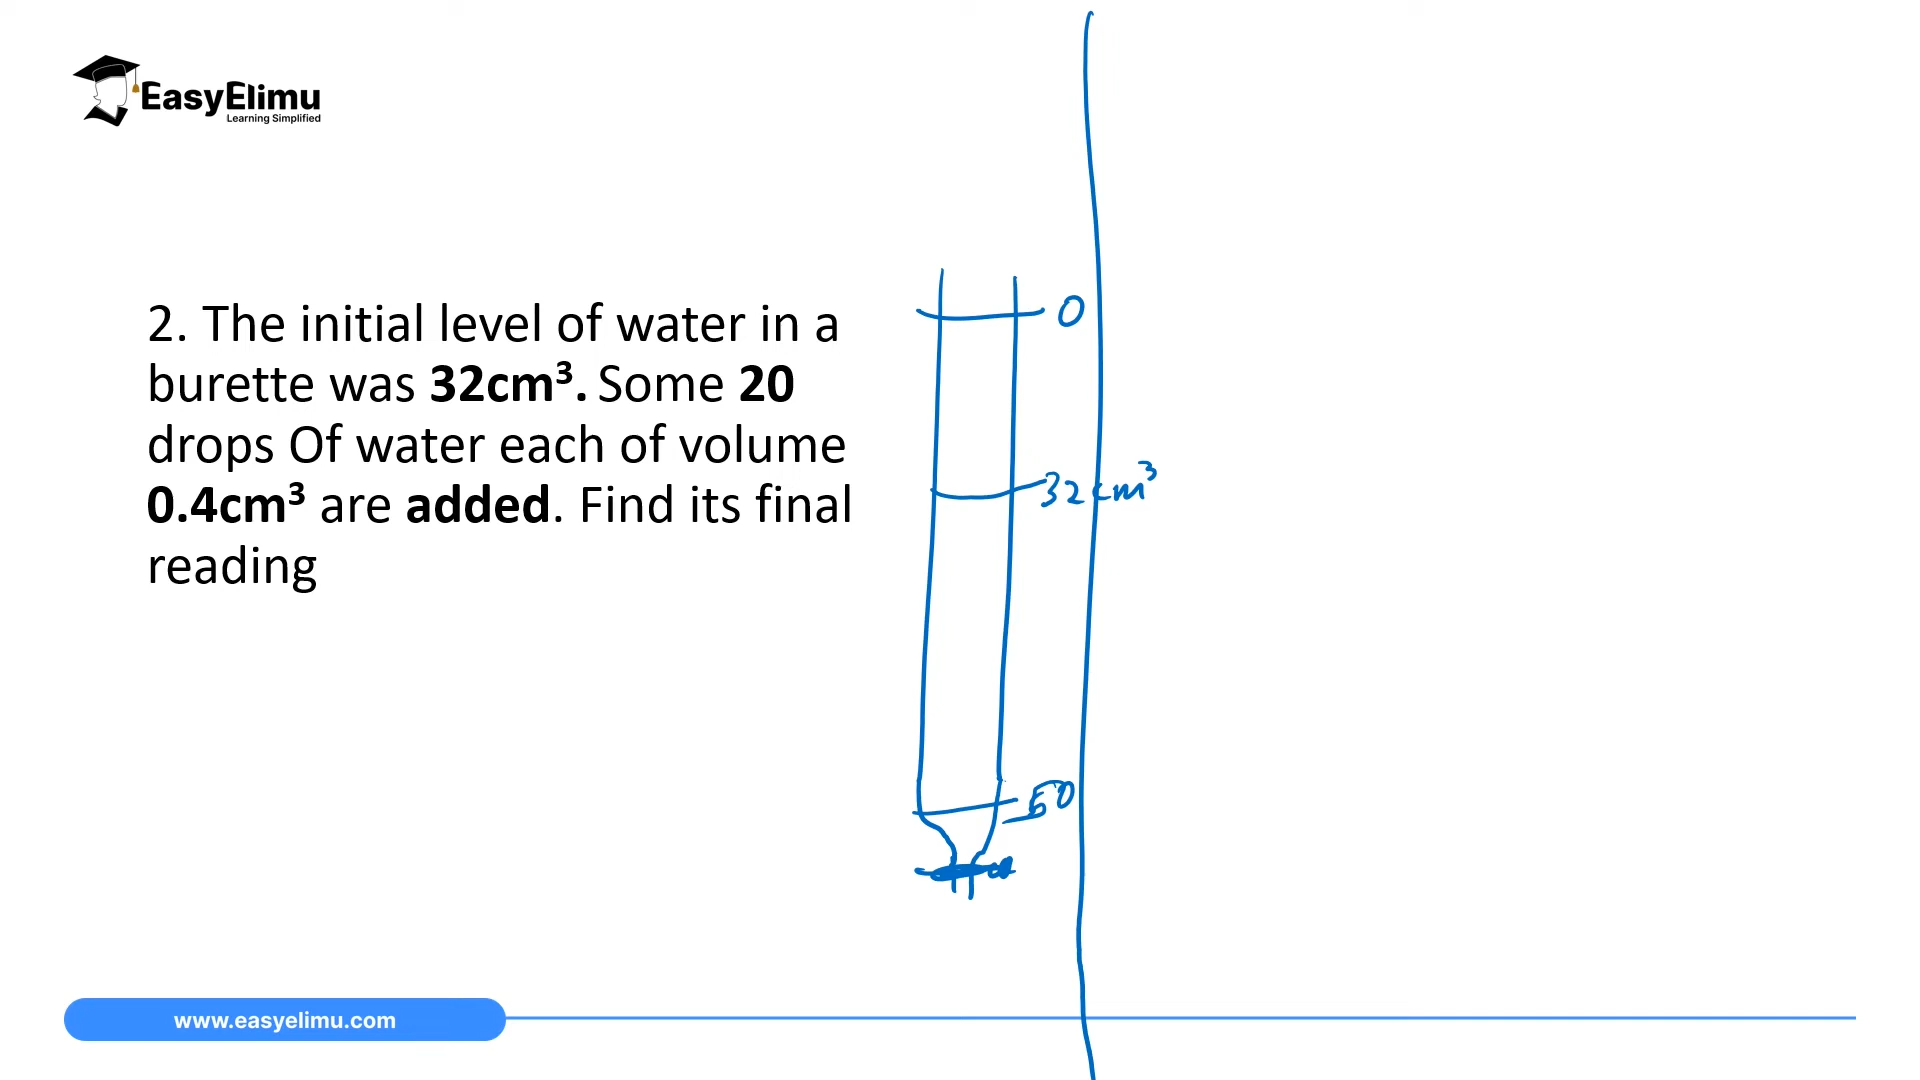 EasyElimu
Learning Simplified
2. The initial level of water in a
burette was 32cm³. Some 20
drops Of water each of volume
0.4cm³ are added. Find its final
reading
0
32cm³
50
www.easyelimu.com